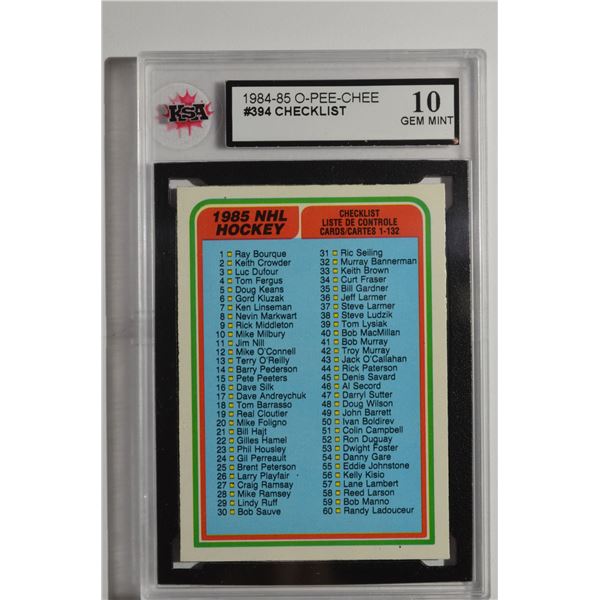 KSA
1984-85 O-PEE-CHEE
#394 CHECKLIST
10
GEM MINT
1985 NHL
HOCKEY
CHECKLIST
LISTE DE CONTROLE
CARDS/CARTES 1-132
1 Ray Bourque
2 Keith Crowder
3 Luc Dufour
4 Tom Fergus
5 Doug Keans
6 Gord Kluzak
7 Ken Linseman
8 Nevin Markwart
9 Rick Middleton
10 Mike Milbury
11 Jim Nill
12 Mike O'Connell
13 Terry O'Reilly
14 Barry Pederson
15 Pete Peeters
16 Dave Silk
17 Dave Andreychuk
18 Tom Barrasso
19 Real Cloutier
20 Mike Foligno
21 Bill Hajt
22 Gilles Hamel
23 Phil Housley
24 Gil Perreault
25 Brent Peterson
26 Larry Playfair
27 Craig Ramsay
28 Mike Ramsey
29 Lindy Ruff
30 Bob Sauve
31 Ric Seiling
32 Murray Bannerman
33 Keith Brown
34 Curt Fraser
35 Bill Gardner
36 Jeff Larmer
37 Steve Larmer
38 Steve Ludzik
39 Tom Lysiak
40 Bob MacMillan
41 Bob Murray
42 Troy Murray
43 Jack O'Callahan
44 Rick Paterson
45 Denis Savard
46 Al Secord
47 Darryl Sutter
48 Doug Wilson
49 John Barrett
50 Ivan Boldirev
51 Colin Campbell
52 Ron Duguay
53 Dwight Foster
54 Danny Gare
55 Eddie Johnstone
56 Kelly Kisio
57 Lane Lambert
58 Reed Larson
59 Bob Manno
60 Randy Ladouceur